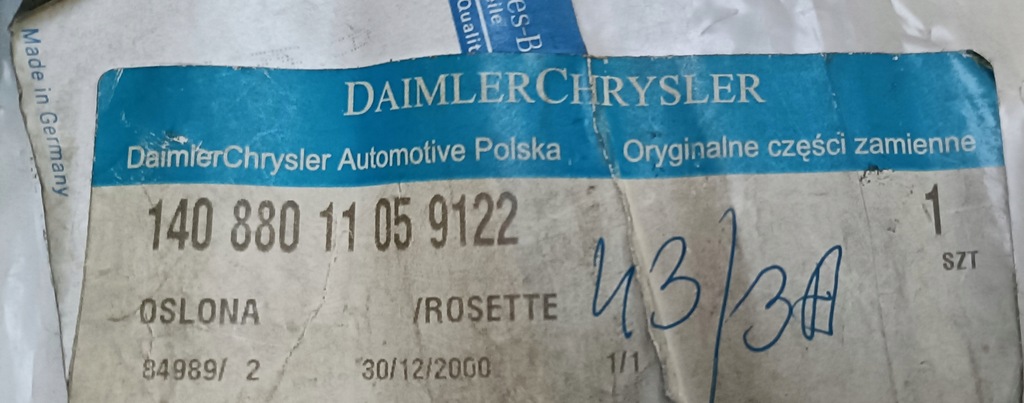 Made in Germany
DAIMLERCHRYSLER
DaimlerChrysler Automotive Polska Oryginalne części zamienne
140 880 11 05 9122 1
SZT
OSLONA /ROSETTE
84989/ 2 30/12/2000 1/1